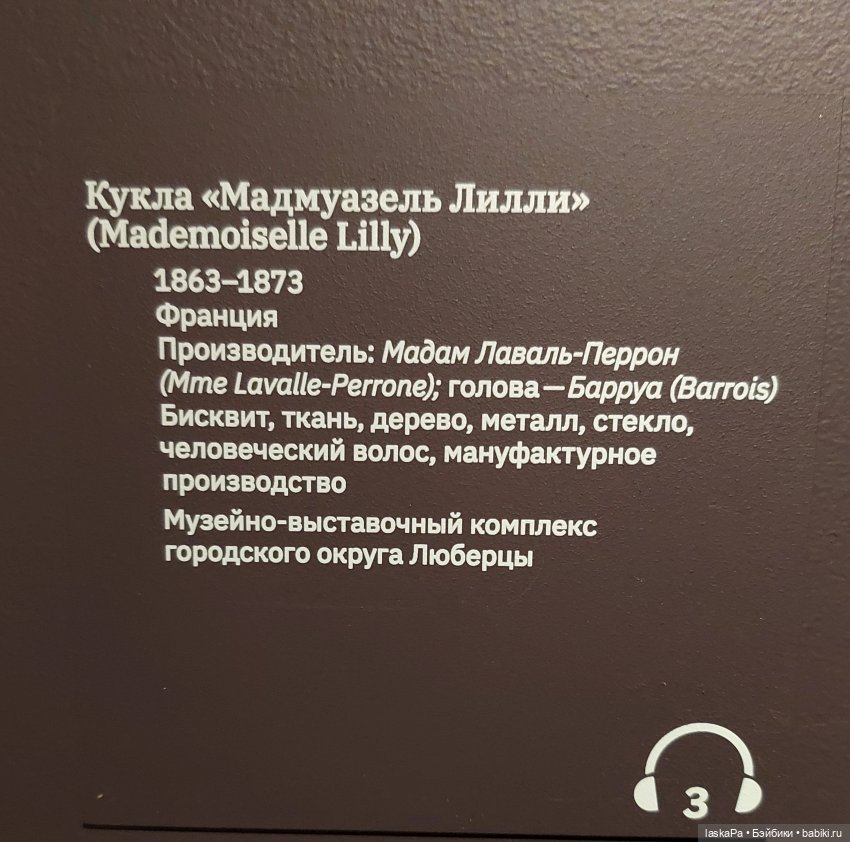 Кукла «Мадмуазель Лилли»
(Mademoiselle Lilly)
1863–1873
Франция
Производитель: Мадам Лаваль-Перрон
(Mme Lavalle-Perrone); голова — Барруа (Barrois)
Бисквит, ткань, дерево, металл, стекло,
человеческий волос, мануфактурное
производство
Музейно-выставочный комплекс
городского округа Люберцы
3
laskaPa • Бэйбики • babiki.ru